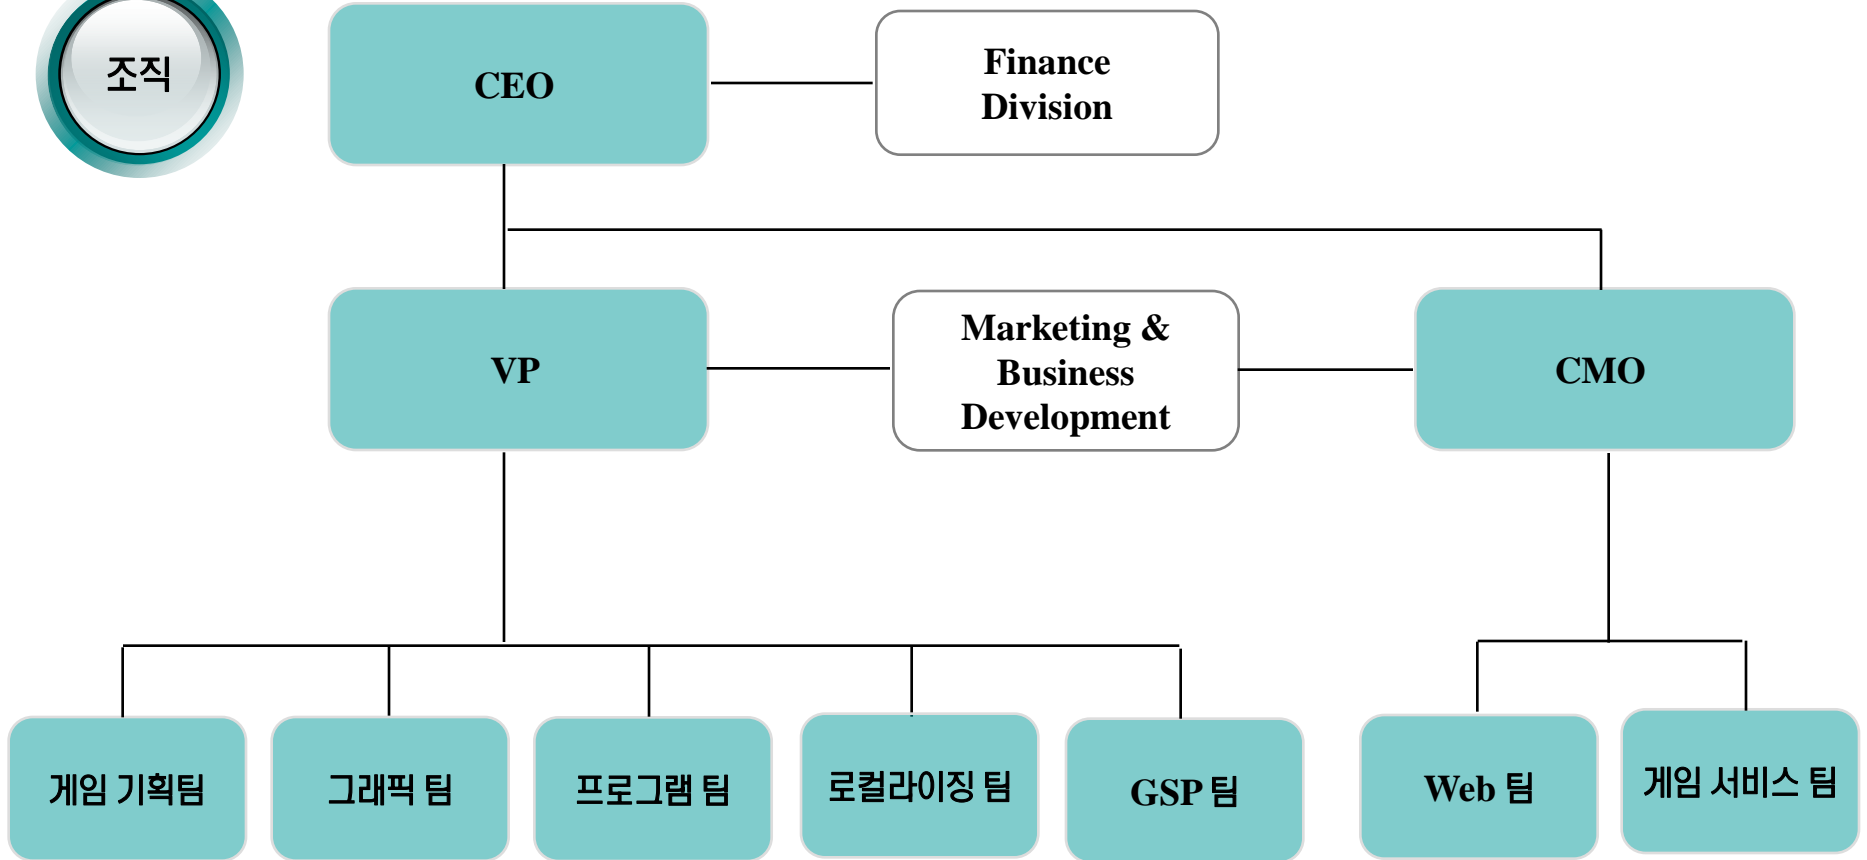 조직
CEO
Finance
Division
VP
Marketing &
Business
Development
CMO
게임 기획팀
그래픽 팀
프로그램 팀
로컬라이징 팀
GSP 팀
Web 팀
게임 서비스 팀